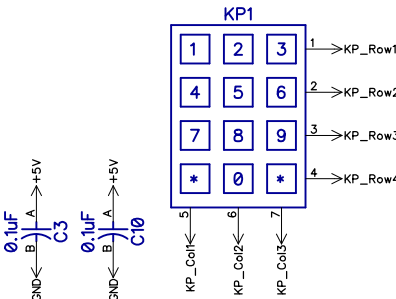 KP1
1 2 3
1 KP_Row1
4 5 6
2 KP_Row2
7 8 9
3 KP_Row3
* 0 *
4 KP_Row4
5 6 7
KP_Col1 KP_Col2 KP_Col3
+5V
A
0.1uF C3
B
GND
+5V
A
0.1uF C10
B
GND